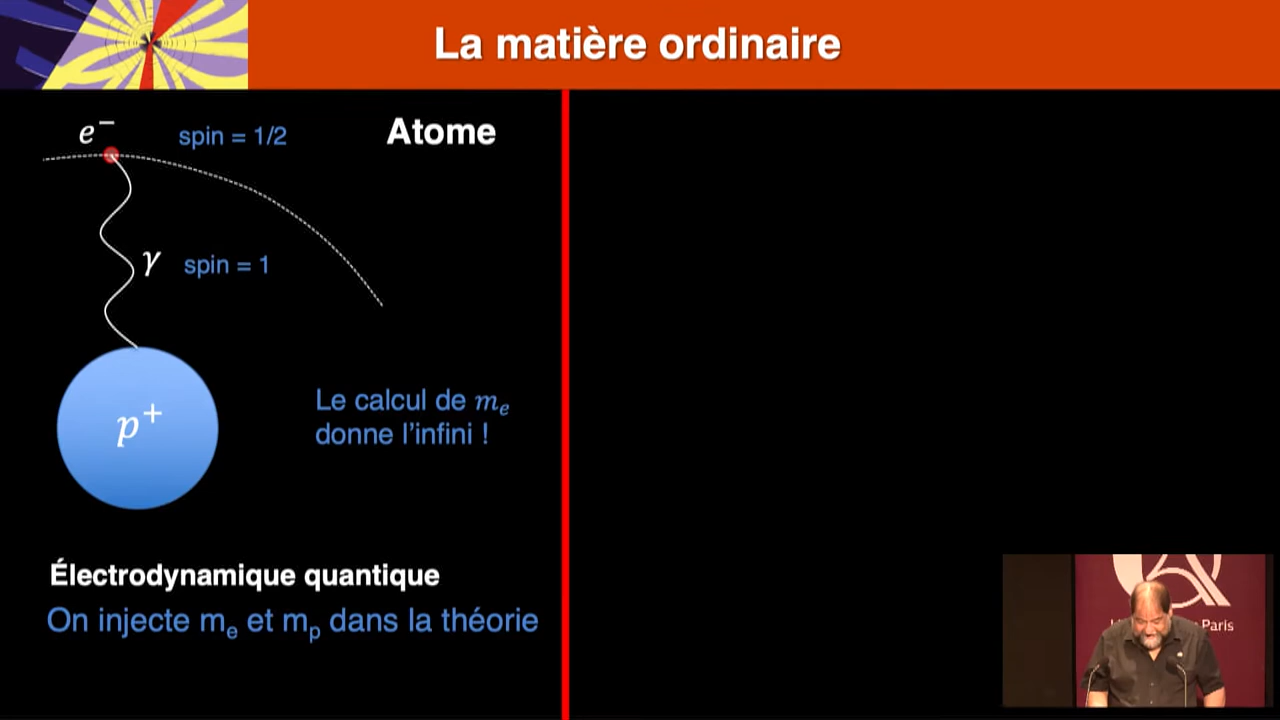 La matière ordinaire
e⁻ spin = 1/2 Atome
γ spin = 1
p⁺
Le calcul de mₑ
donne l'infini !
Électrodynamique quantique
On injecte mₑ et mₚ dans la théorie
Paris